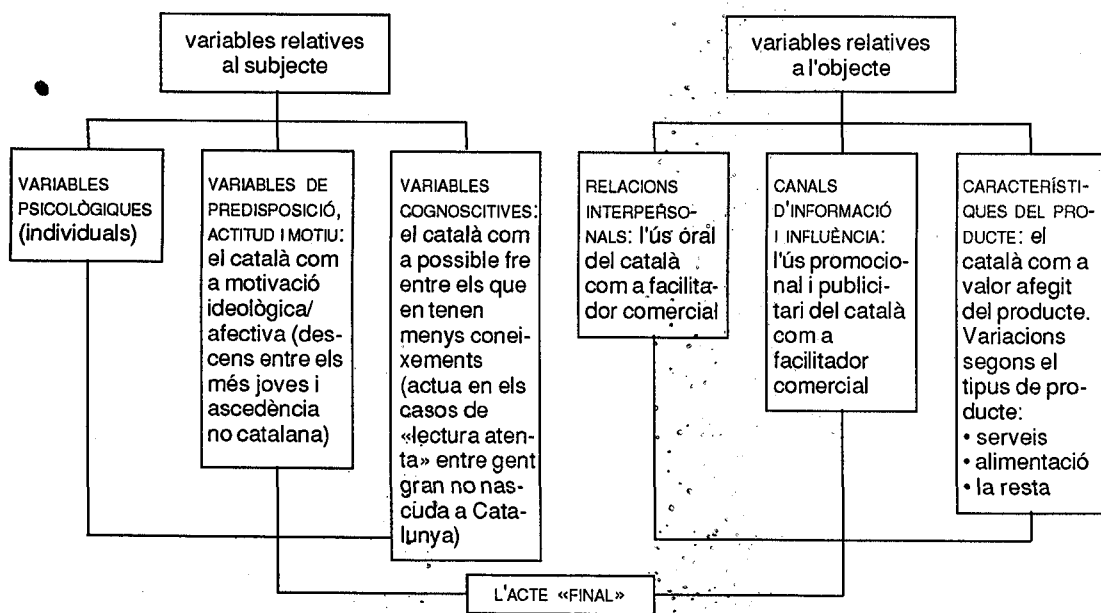 variables relatives
al subjecte
variables relatives
a l'objecte
VARIABLES
PSICOLÒGIQUES
(individuals)
VARIABLES DE
PREDISPOSICIÓ,
ACTITUD I MOTIU:
el català com
a motivació
ideològica/
afectiva (des-
cens entre els
més joves i
ascedència
no catalana)
VARIABLES
COGNOSCITIVES:
el català com
a possible fre
entre els que
en tenen
menys conei-
xements
(actua en els
casos de
«lectura aten-
ta» entre gent
gran no nas-
cuda a Cata-
lunya)
RELACIONS
INTERPERSO-
NALS: l'ús oral
del català
com a facilita-
dor comercial
CANALS
D'INFORMACIÓ
I INFLUÈNCIA:
l'ús promocio-
nal i publici-
tari del català
com a
facilitador
comercial
CARACTERÍSTI-
QUES DEL PRO-
DUCTE: el
català com a
valor afegit
del producte.
Variacions
segons el
tipus de pro-
ducte:
• serveis
• alimentació
• la resta
L'ACTE «FINAL»